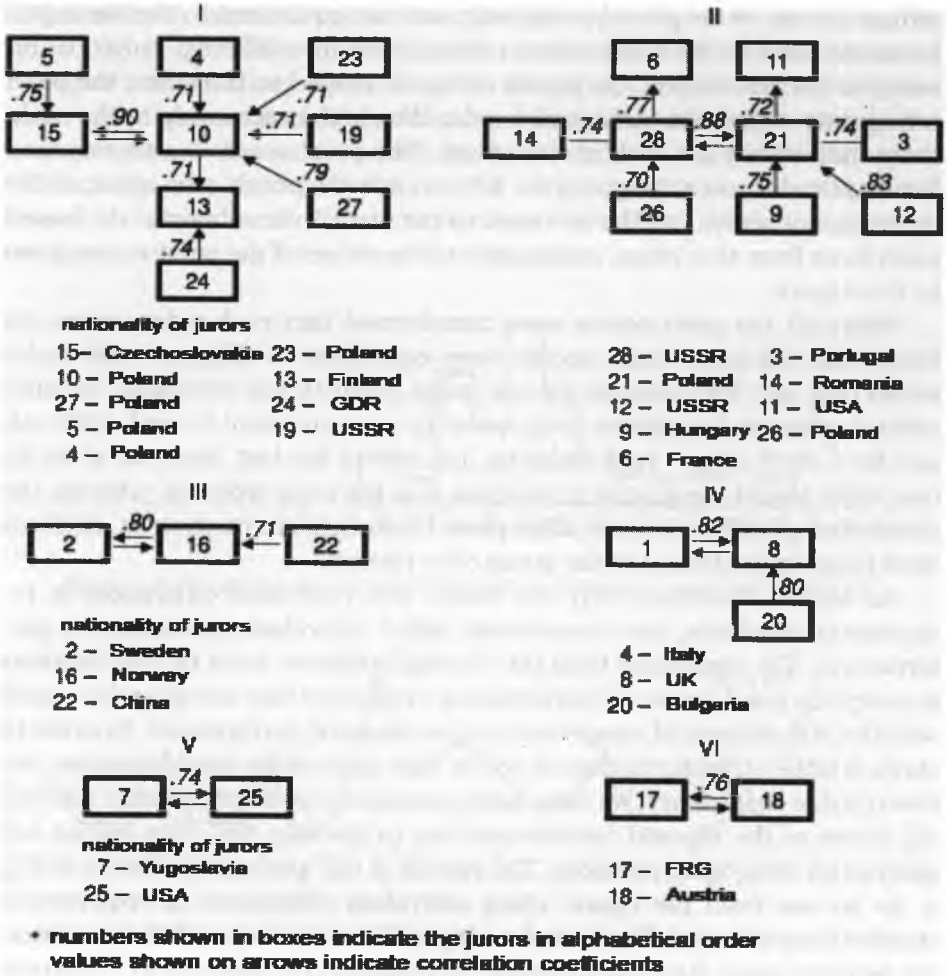 I
5 4 23
.75 .71 .71
15 .90 10 .71 19
.71 .79
13 27
.74
24
nationality of jurors
15 – Czechoslovakia 23 – Poland
10 – Poland 13 – Finland
27 – Poland 24 – GDR
5 – Poland 19 – USSR
4 – Poland
II
6 11
.77 .72
14 .74 28 .88 21 .74 3
.70 .75 .83
26 9 12
28 – USSR 3 – Portugal
21 – Poland 14 – Romania
12 – USSR 11 – USA
9 – Hungary 26 – Poland
6 – France
III
2 .80 16 .71 22
nationality of jurors
2 – Sweden
16 – Norway
22 – China
IV
1 .82 8
.80
20
4 – Italy
8 – UK
20 – Bulgaria
V
7 .74 25
nationality of jurors
7 – Yugoslavia
25 – USA
VI
17 .76 18
17 – FRG
18 – Austria
* numbers shown in boxes indicate the jurors in alphabetical order
values shown on arrows indicate correlation coefficients